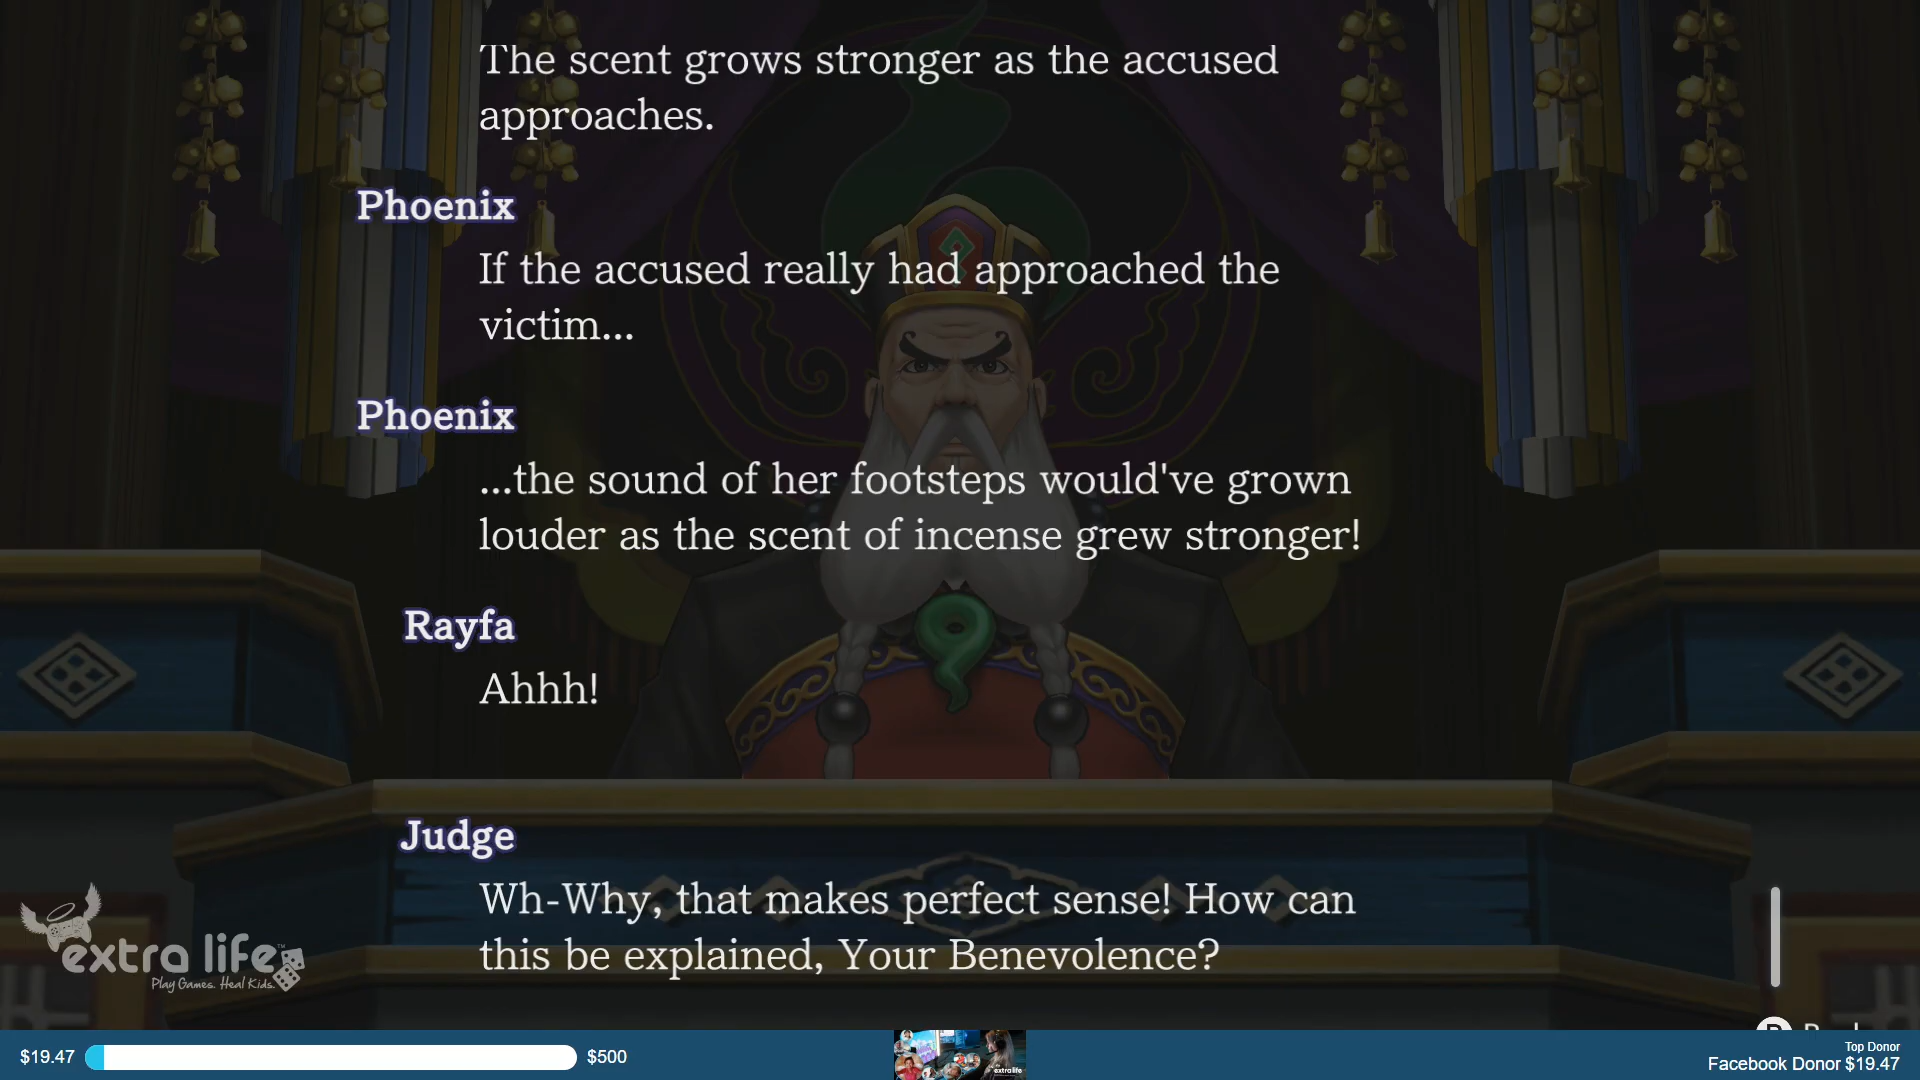 The scent grows stronger as the accused
approaches.
Phoenix
If the accused really had approached the
victim...
Phoenix
...the sound of her footsteps would've grown
louder as the scent of incense grew stronger!
Rayfa
Ahhh!
Judge
Wh-Why, that makes perfect sense! How can
this be explained, Your Benevolence?
extra life
Play Games. Heal Kids.
$19.47
$500
extra life
Top Donor
Facebook Donor $19.47